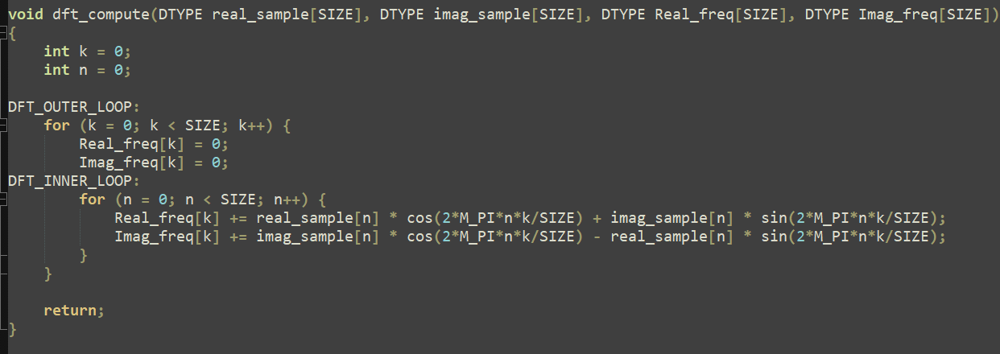 void dft_compute(DTYPE real_sample[SIZE], DTYPE imag_sample[SIZE], DTYPE Real_freq[SIZE], DTYPE Imag_freq[SIZE])
{
    int k = 0;
    int n = 0;

DFT_OUTER_LOOP:
    for (k = 0; k < SIZE; k++) {
        Real_freq[k] = 0;
        Imag_freq[k] = 0;
DFT_INNER_LOOP:
        for (n = 0; n < SIZE; n++) {
            Real_freq[k] += real_sample[n] * cos(2*M_PI*n*k/SIZE) + imag_sample[n] * sin(2*M_PI*n*k/SIZE);
            Imag_freq[k] += imag_sample[n] * cos(2*M_PI*n*k/SIZE) - real_sample[n] * sin(2*M_PI*n*k/SIZE);
        }
    }

    return;
}